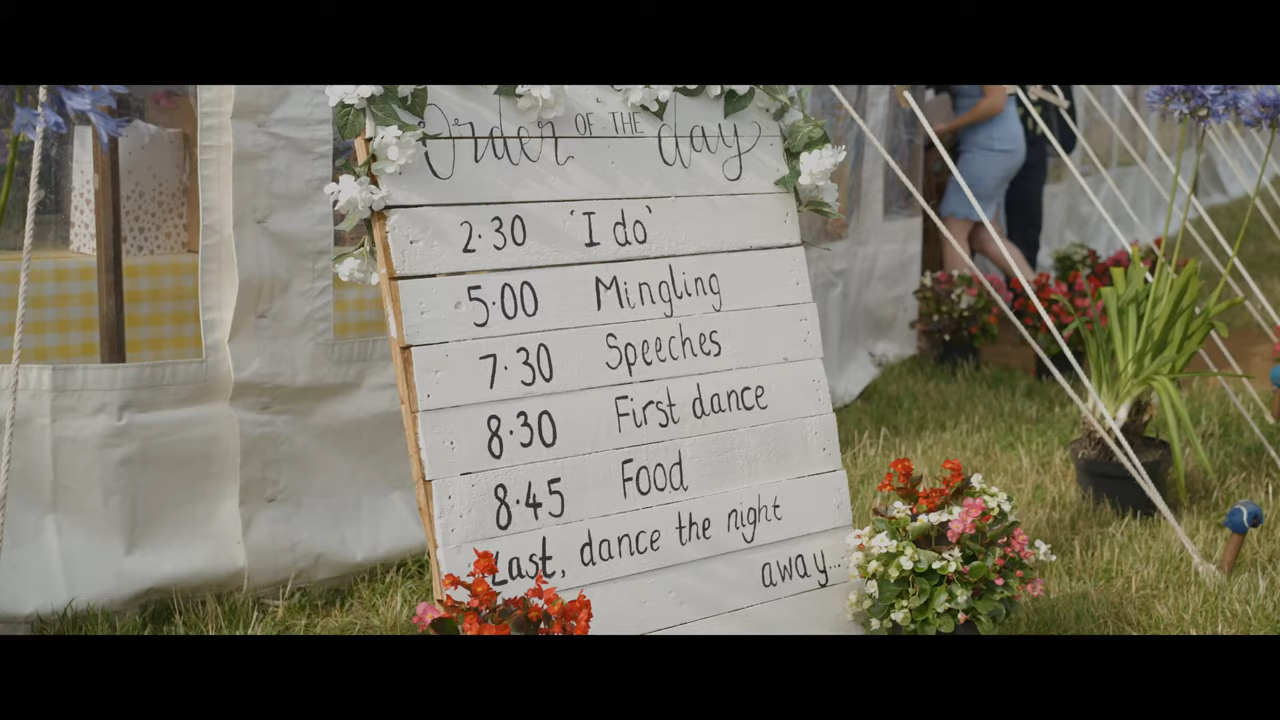 Order OF THE day
2·30 'I do'
5·00 Mingling
7·30 Speeches
8·30 First dance
8·45 Food
Last, dance the night
away...